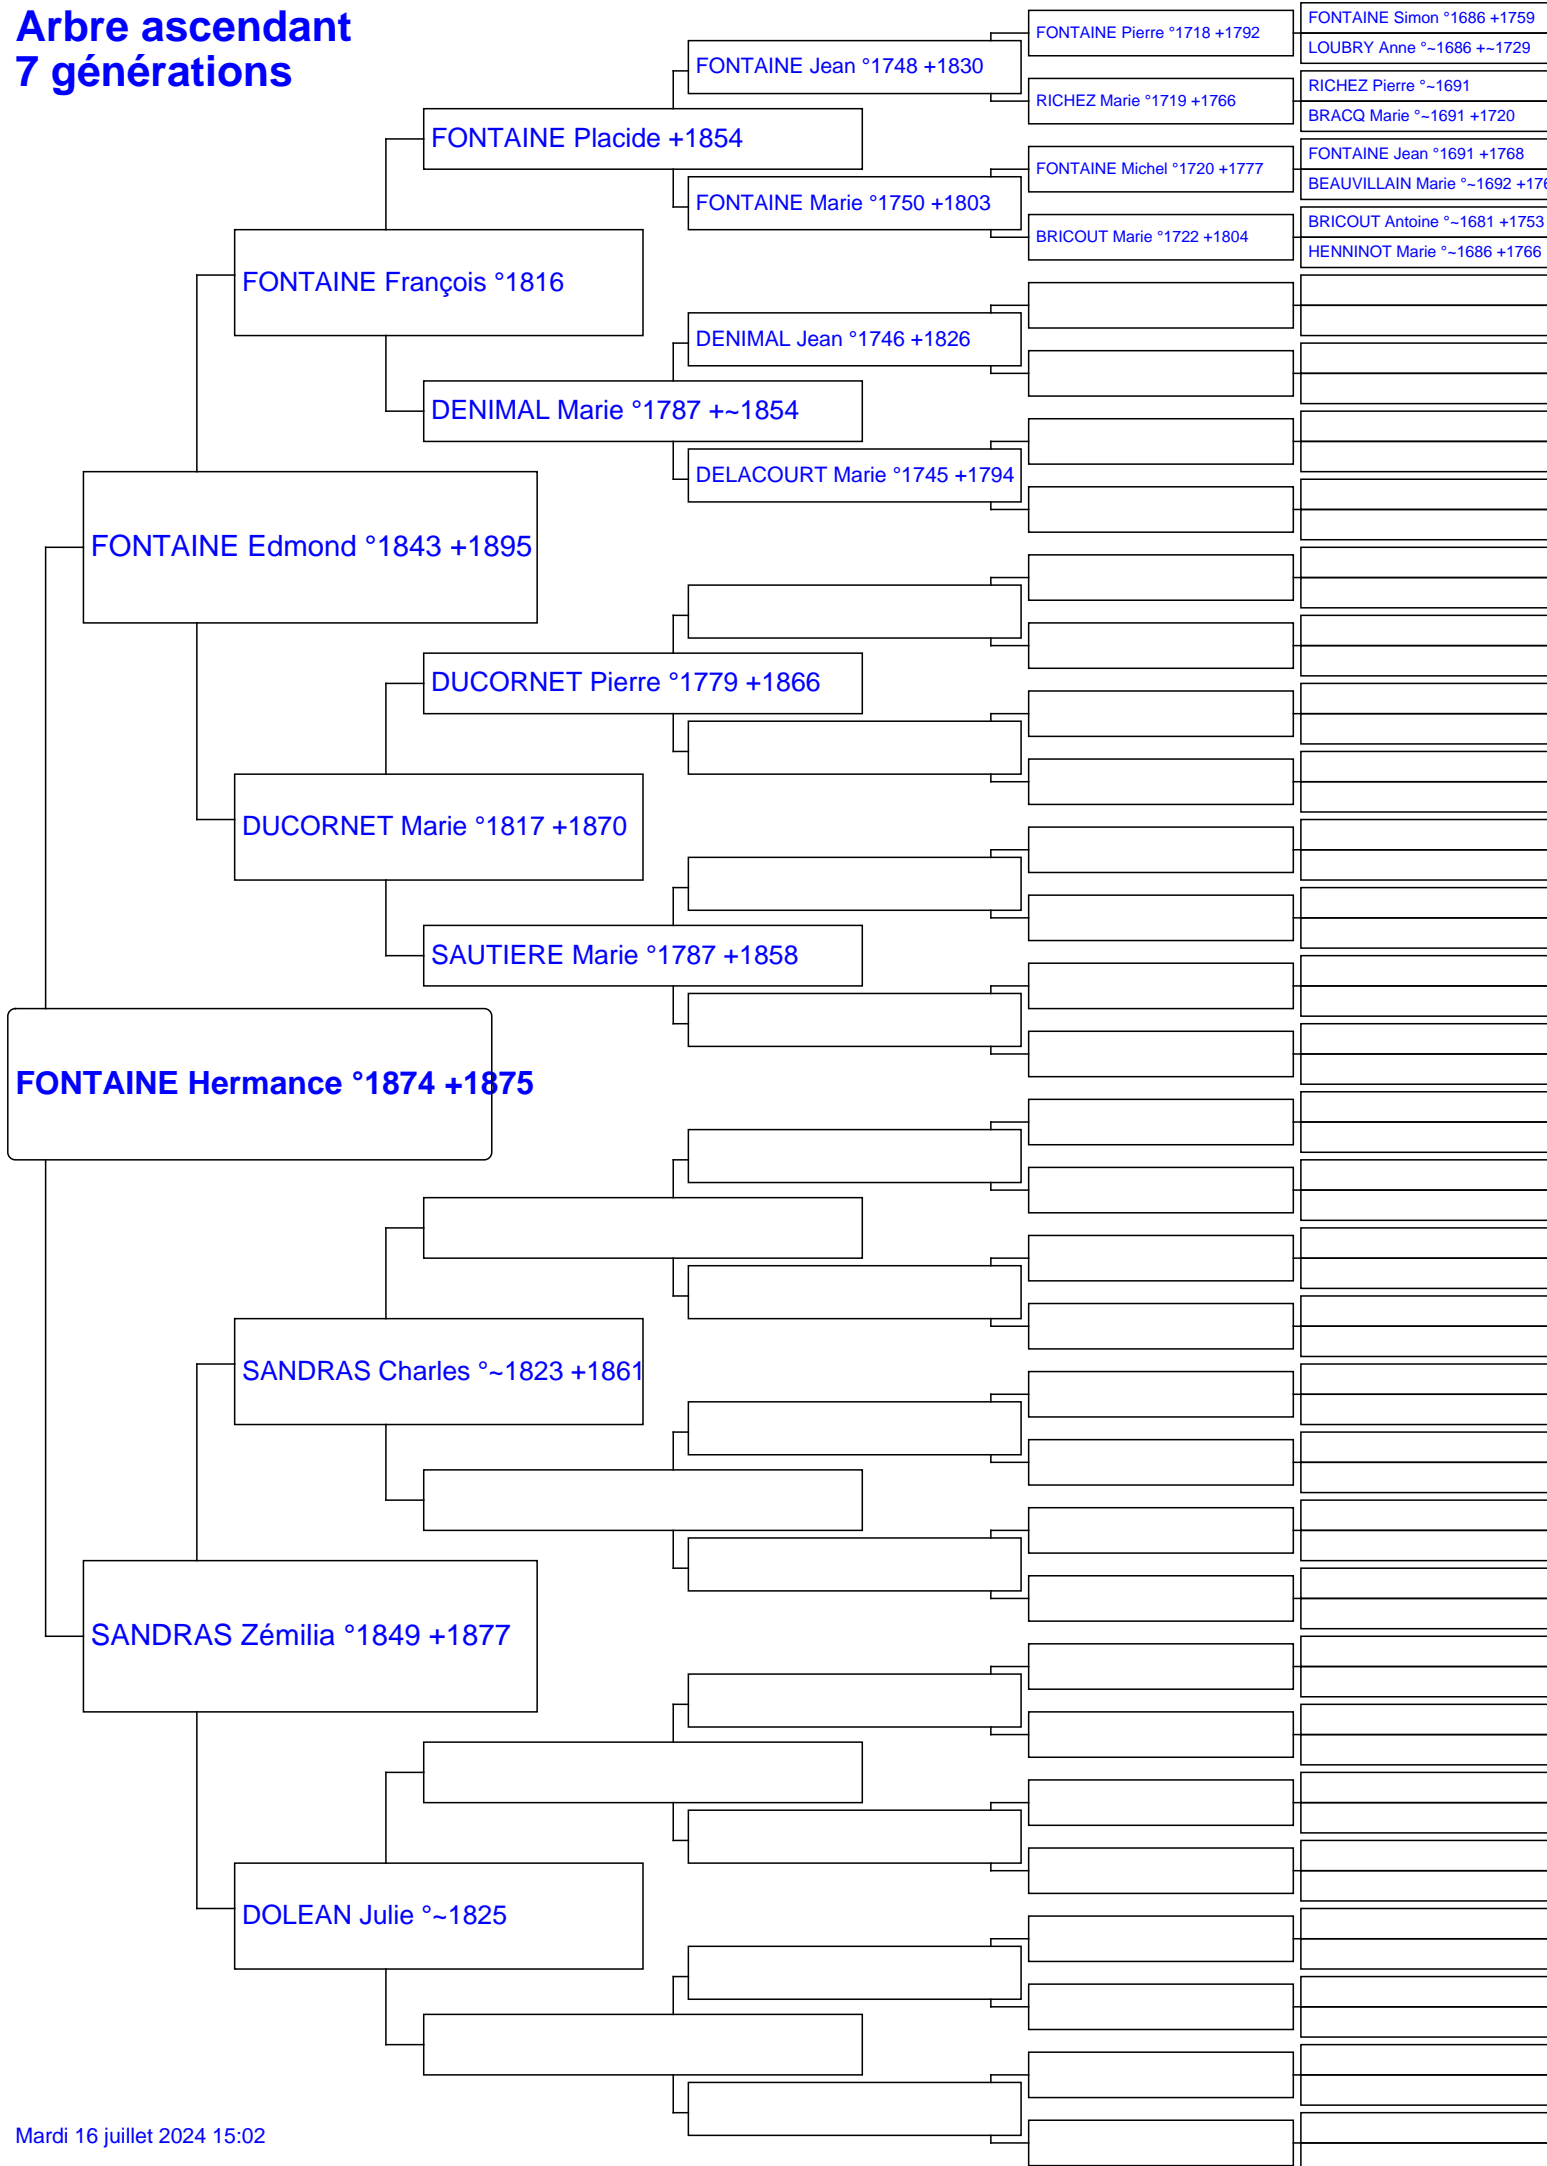 Arbre ascendant
7 générations
FONTAINE Hermance °1874 +1875
FONTAINE Edmond °1843 +1895
SANDRAS Zémilia °1849 +1877
FONTAINE François °1816
DUCORNET Marie °1817 +1870
SANDRAS Charles °~1823 +1861
DOLEAN Julie °~1825
FONTAINE Placide +1854
DENIMAL Marie °1787 +~1854
DUCORNET Pierre °1779 +1866
SAUTIERE Marie °1787 +1858
FONTAINE Jean °1748 +1830
FONTAINE Marie °1750 +1803
DENIMAL Jean °1746 +1826
DELACOURT Marie °1745 +1794
FONTAINE Pierre °1718 +1792
RICHEZ Marie °1719 +1766
FONTAINE Michel °1720 +1777
BRICOUT Marie °1722 +1804
FONTAINE Simon °1686 +1759
LOUBRY Anne °~1686 +~1729
RICHEZ Pierre °~1691
BRACQ Marie °~1691 +1720
FONTAINE Jean °1691 +1768
BEAUVILLAIN Marie °~1692
BRICOUT Antoine °~1681 +1753
HENNINOT Marie °~1686 +1766
Mardi 16 juillet 2024 15:02